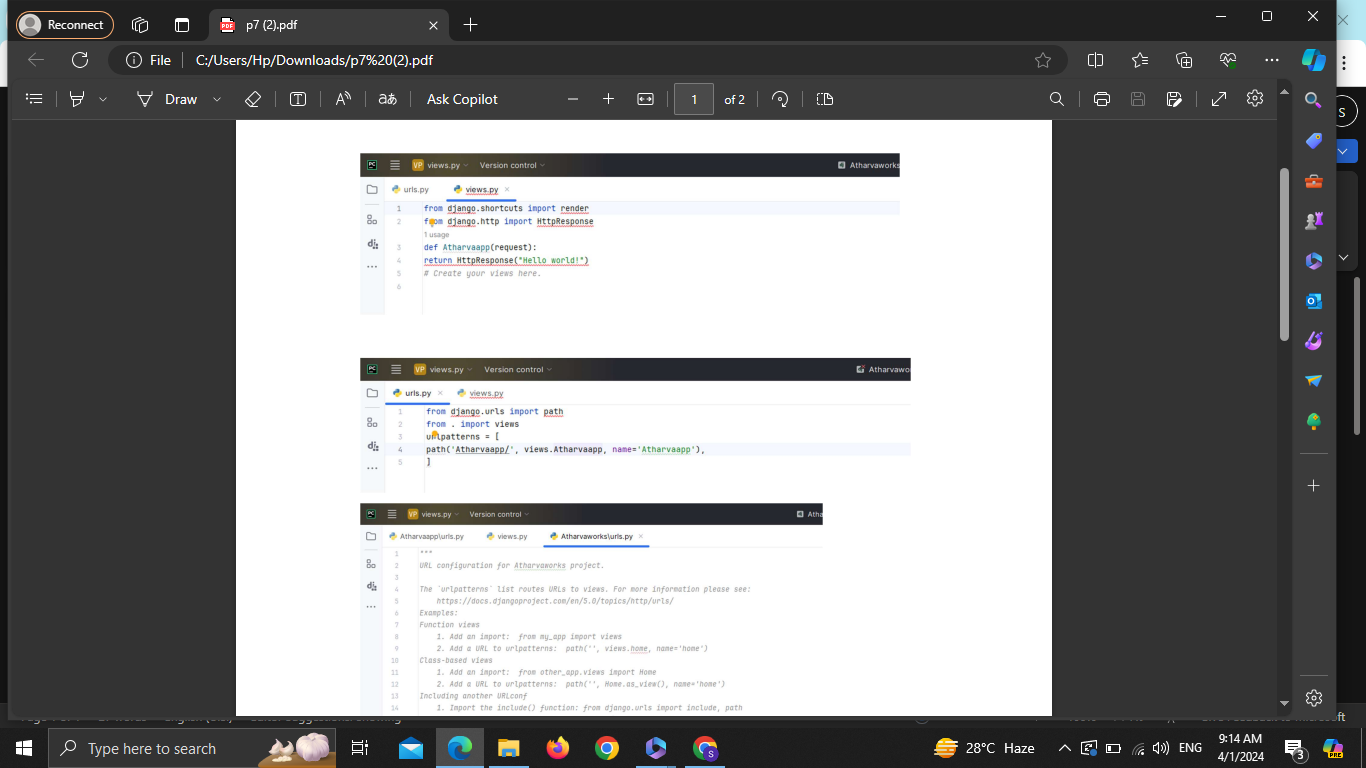 Reconnect
p7 (2).pdf
File
C:/Users/Hp/Downloads/p7%20(2).pdf
Draw
Ask Copilot
1
of 2
S
VP views.py
Version control
Atharvaworks
urls.py
views.py
1 from django.shortcuts import render
2 from django.http import HttpResponse
1 usage
3 def Atharvaapp(request):
4 return HttpResponse("Hello world!")
5 # Create your views here.
6
VP views.py
Version control
Atharvawo
urls.py
views.py
1 from django.urls import path
2 from . import views
3 urlpatterns = [
4 path('Atharvaapp/', views.Atharvaapp, name='Atharvaapp'),
5 ]
VP views.py
Version control
Atha
Atharvaapp\urls.py
views.py
Atharvaworks\urls.py
1 """
2 URL configuration for Atharvaworks project.
3
4 The `urlpatterns` list routes URLs to views. For more information please see:
5 https://docs.djangoproject.com/en/5.0/topics/http/urls/
6 Examples:
7 Function views
8 1. Add an import: from my_app import views
9 2. Add a URL to urlpatterns: path('', views.home, name='home')
10 Class-based views
11 1. Add an import: from other_app.views import Home
12 2. Add a URL to urlpatterns: path('', Home.as_view(), name='home')
13 Including another URLconf
14 1. Import the include() function: from django.urls import include, path
Type here to search
28°C Haze
ENG
9:14 AM
4/1/2024
3